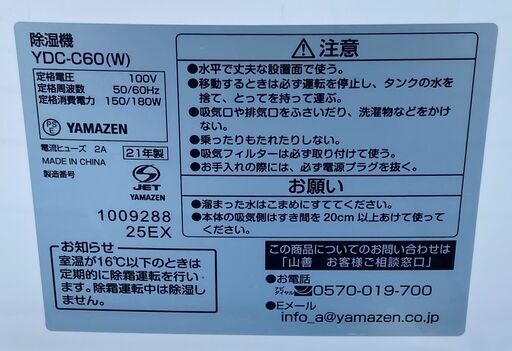 除湿機
YDC-C60(W)
定格電圧 100V
定格周波数 50/60Hz
定格消費電力 150/180W
PS
E
YAMAZEN
電流ヒューズ 2A
21年製
MADE IN CHINA
製造番号
JET
YAMAZEN
1009288
25EX
お知らせ
室温が16℃以下のときは
定期的に除霜運転を行い
ます。除霜運転中は除湿し
ません。
注意
●水平で丈夫な設置面で使う。
●移動するときは必ず運転を停止し、タンクの水を
捨て、とってを持って運ぶ。
●吸気口や排気口をふさいだり、洗濯物などをかけ
ない。
●乗ったりもたれたりしない。
●吸気フィルターは必ず取り付けて使う。
●お手入れの際には、必ず電源プラグを抜く。
お願い
●溜まった水はこまめにすててください。
●本体の吸気側はすき間を20cm以上あけて使って
ください。
この商品についてのお問い合わせは
「山善 お客様ご相談窓口」
●お電話
ナビダイヤル 0570-019-700
●Eメール
info_a@yamazen.co.jp